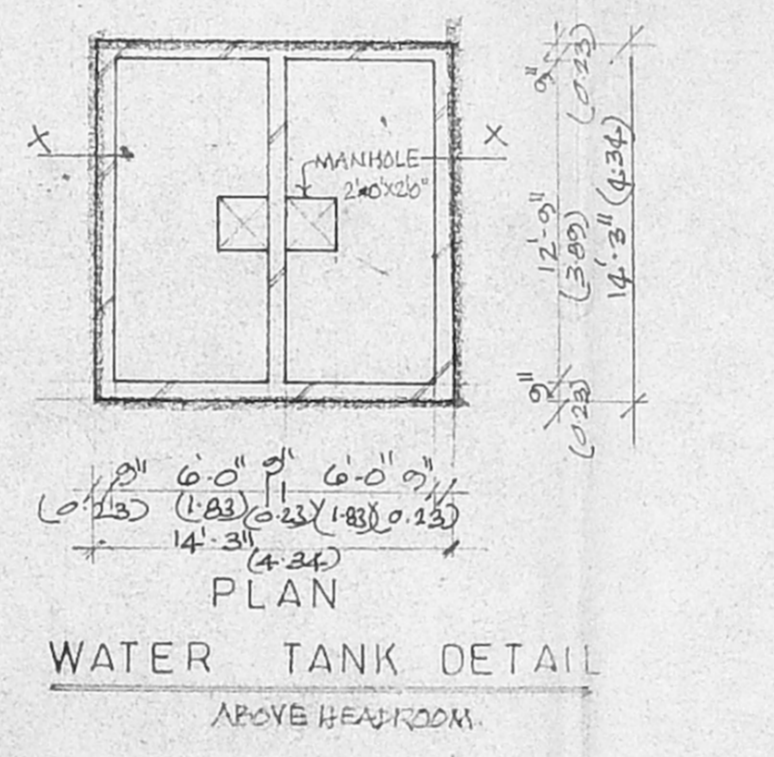 X
X
MANHOLE
2'-0"X2'-0"
9"
(0.23)
12'-9"
(3.89)
14'-3" (4.34)
9"
(0.23)
9" 6'-0" 9" 6'-0" 9"
(0.23) (1.83) (0.23) (1.83) (0.23)
14'-3"
(4.34)
PLAN
WATER TANK DETAIL
ABOVE HEADROOM